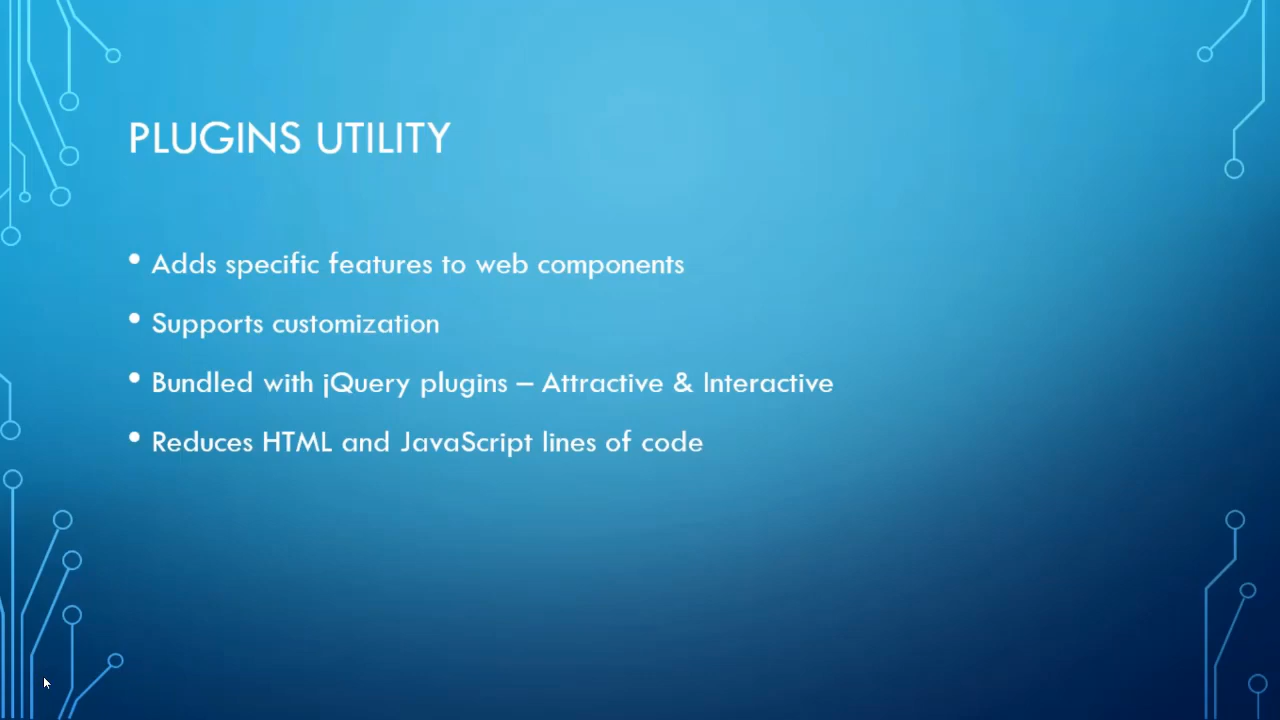 PLUGINS UTILITY
• Adds specific features to web components
• Supports customization
• Bundled with jQuery plugins – Attractive & Interactive
• Reduces HTML and JavaScript lines of code